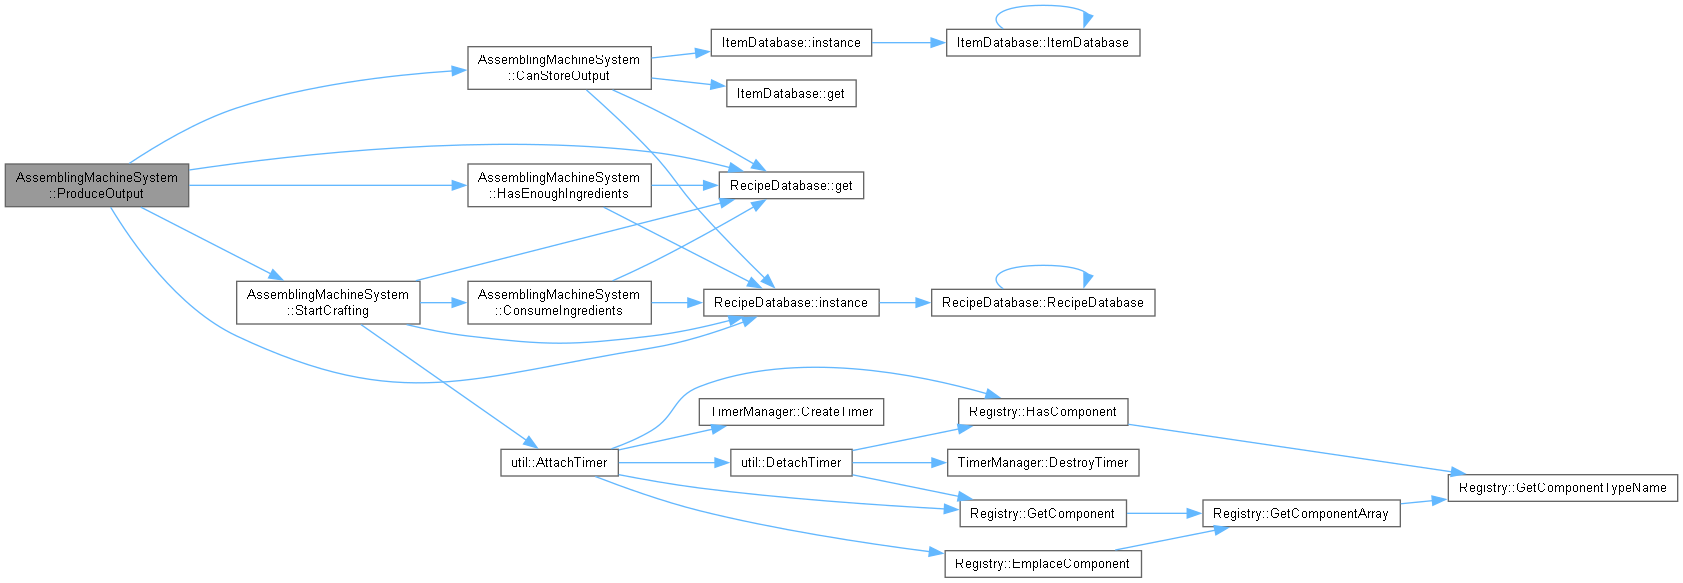 AssemblingMachineSystem
::ProduceOutput
AssemblingMachineSystem
::CanStoreOutput
ItemDatabase::instance
ItemDatabase::ItemDatabase
ItemDatabase::get
AssemblingMachineSystem
::HasEnoughIngredients
RecipeDatabase::get
AssemblingMachineSystem
::StartCrafting
AssemblingMachineSystem
::ConsumeIngredients
RecipeDatabase::instance
RecipeDatabase::RecipeDatabase
util::AttachTimer
TimerManager::CreateTimer
util::DetachTimer
Registry::HasComponent
TimerManager::DestroyTimer
Registry::GetComponent
Registry::EmplaceComponent
Registry::GetComponentArray
Registry::GetComponentTypeName